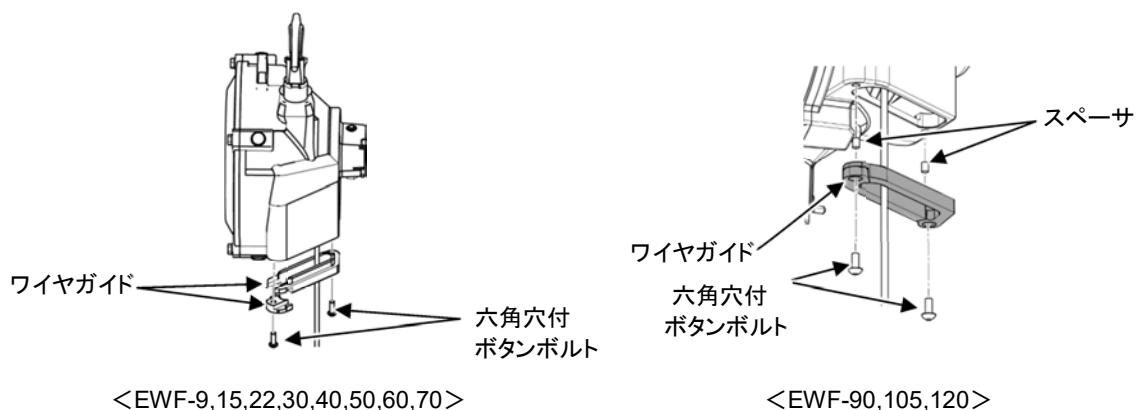 ワイヤガイド
六角穴付
ボタンボルト
＜EWF-9,15,22,30,40,50,60,70＞
スペーサ
ワイヤガイド
六角穴付
ボタンボルト
＜EWF-90,105,120＞